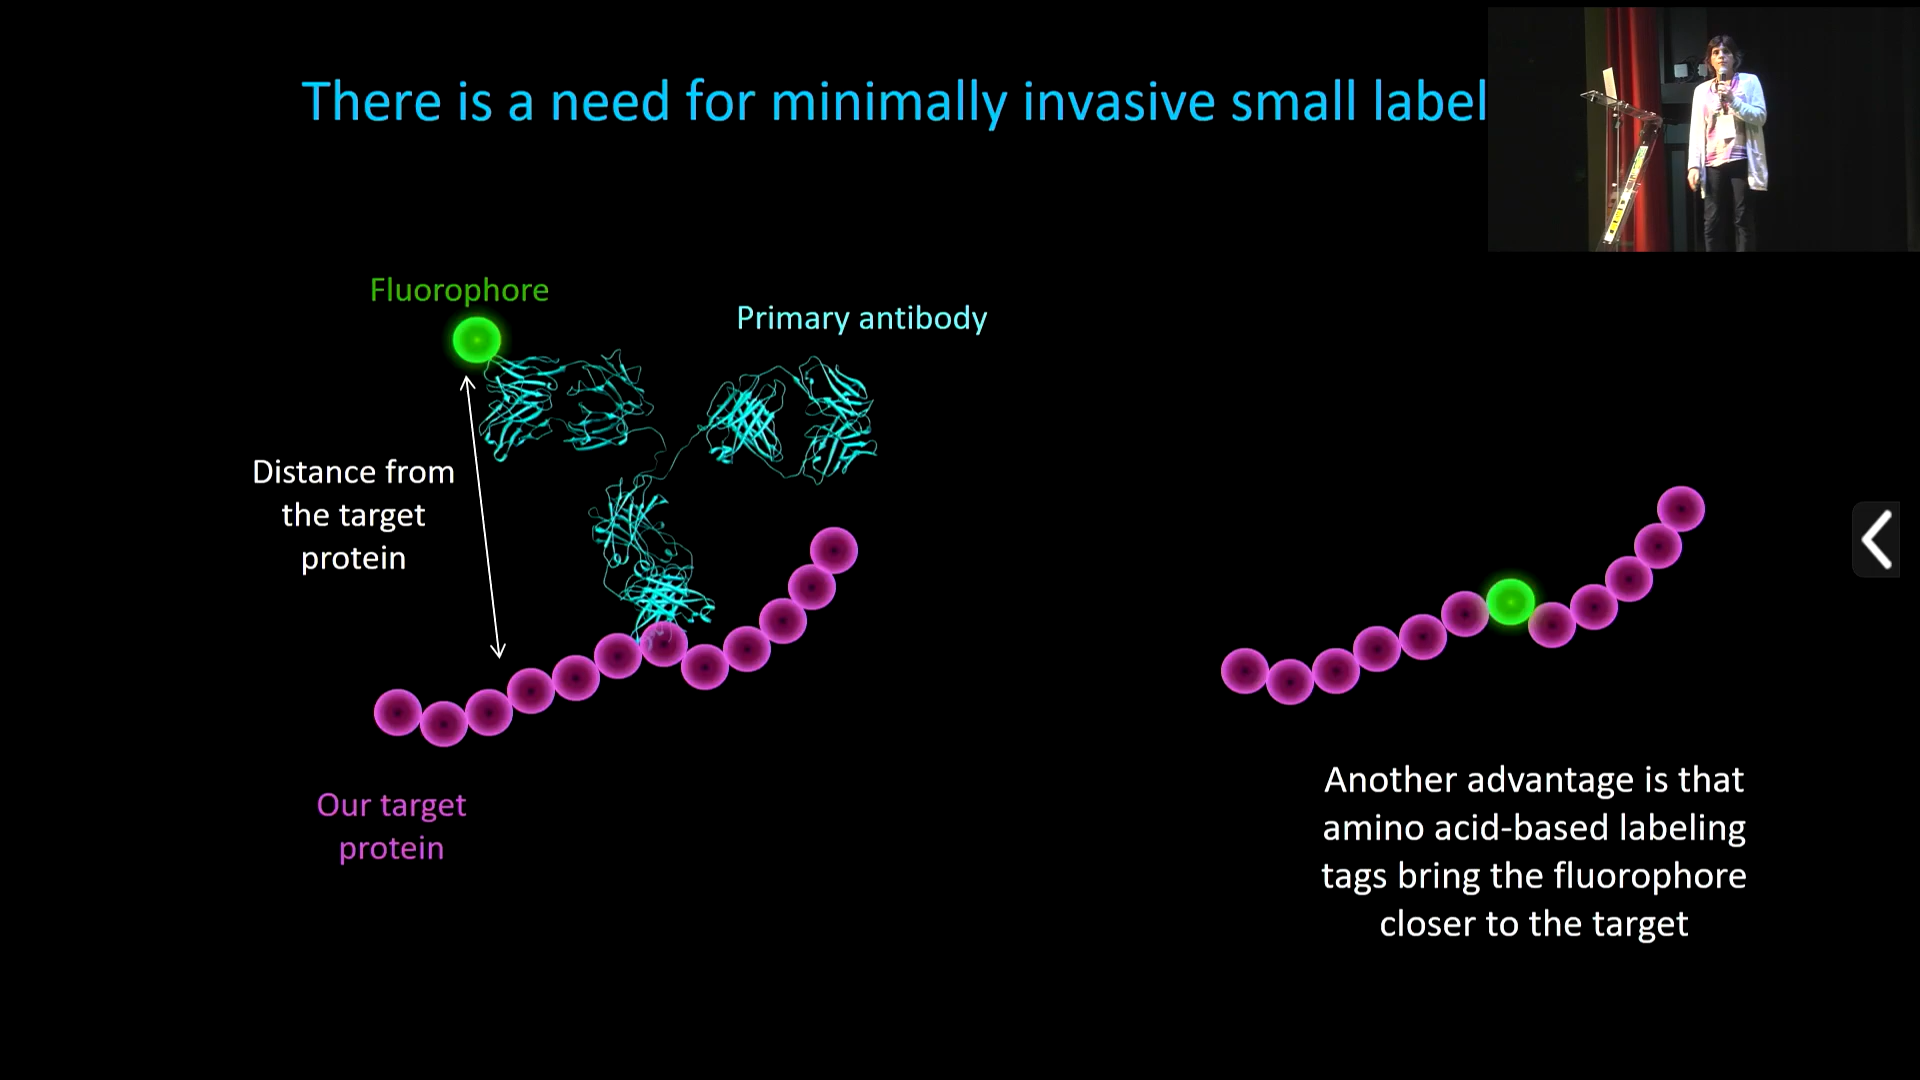 There is a need for minimally invasive small label
Fluorophore
Primary antibody
Distance from
the target
protein
Our target
protein
Another advantage is that
amino acid-based labeling
tags bring the fluorophore
closer to the target